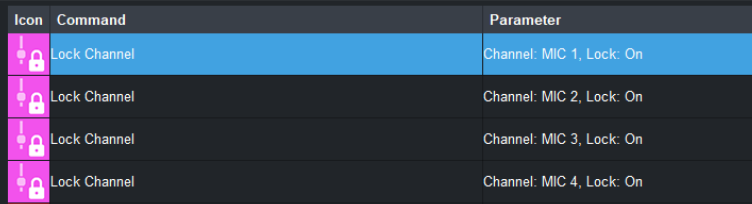 Icon Command Parameter
Lock Channel Channel: MIC 1, Lock: On
Lock Channel Channel: MIC 2, Lock: On
Lock Channel Channel: MIC 3, Lock: On
Lock Channel Channel: MIC 4, Lock: On